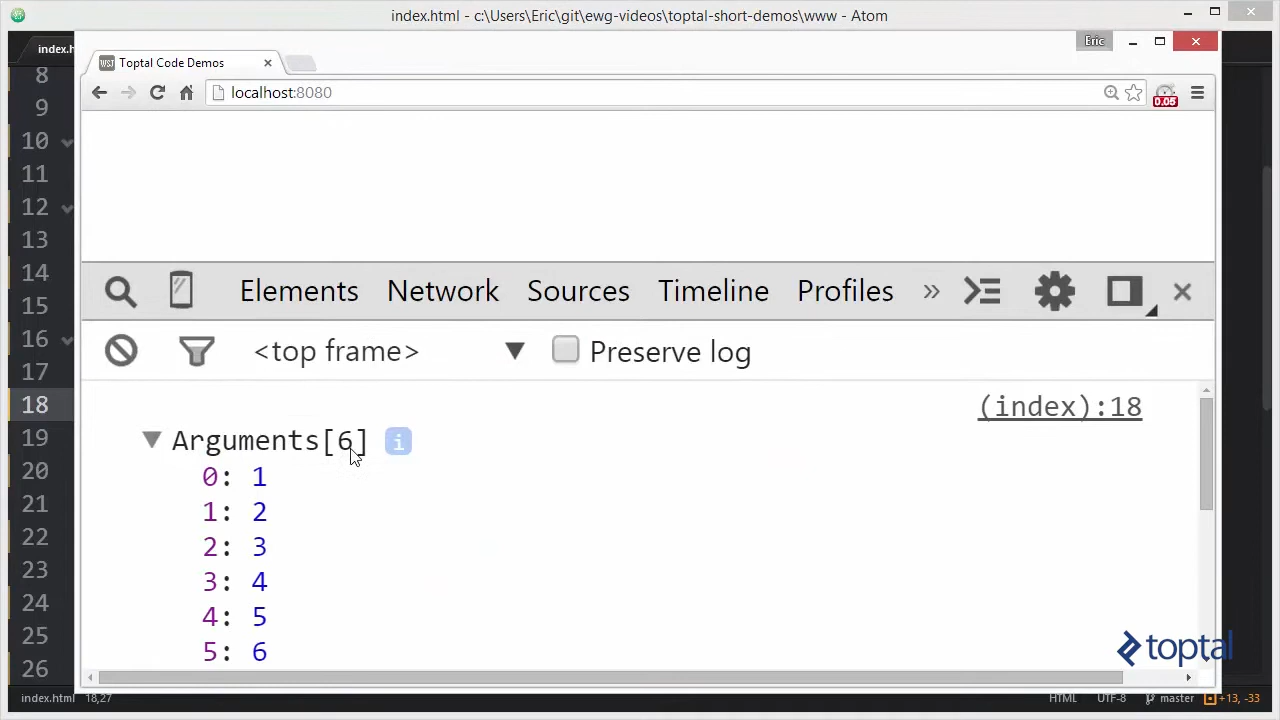 index.html - c:\Users\Eric\git\ewg-videos\toptal-short-demos\www - Atom
index.h
Eric
Toptal Code Demos
localhost:8080
0.05
Elements Network Sources Timeline Profiles »
<top frame> Preserve log
(index):18
Arguments[6] i
0: 1
1: 2
2: 3
3: 4
4: 5
5: 6
8
9
10
11
12
13
14
15
16
17
18
19
20
21
22
23
24
25
26
toptal
index.html 18,27 HTML UTF-8 master +13, -33